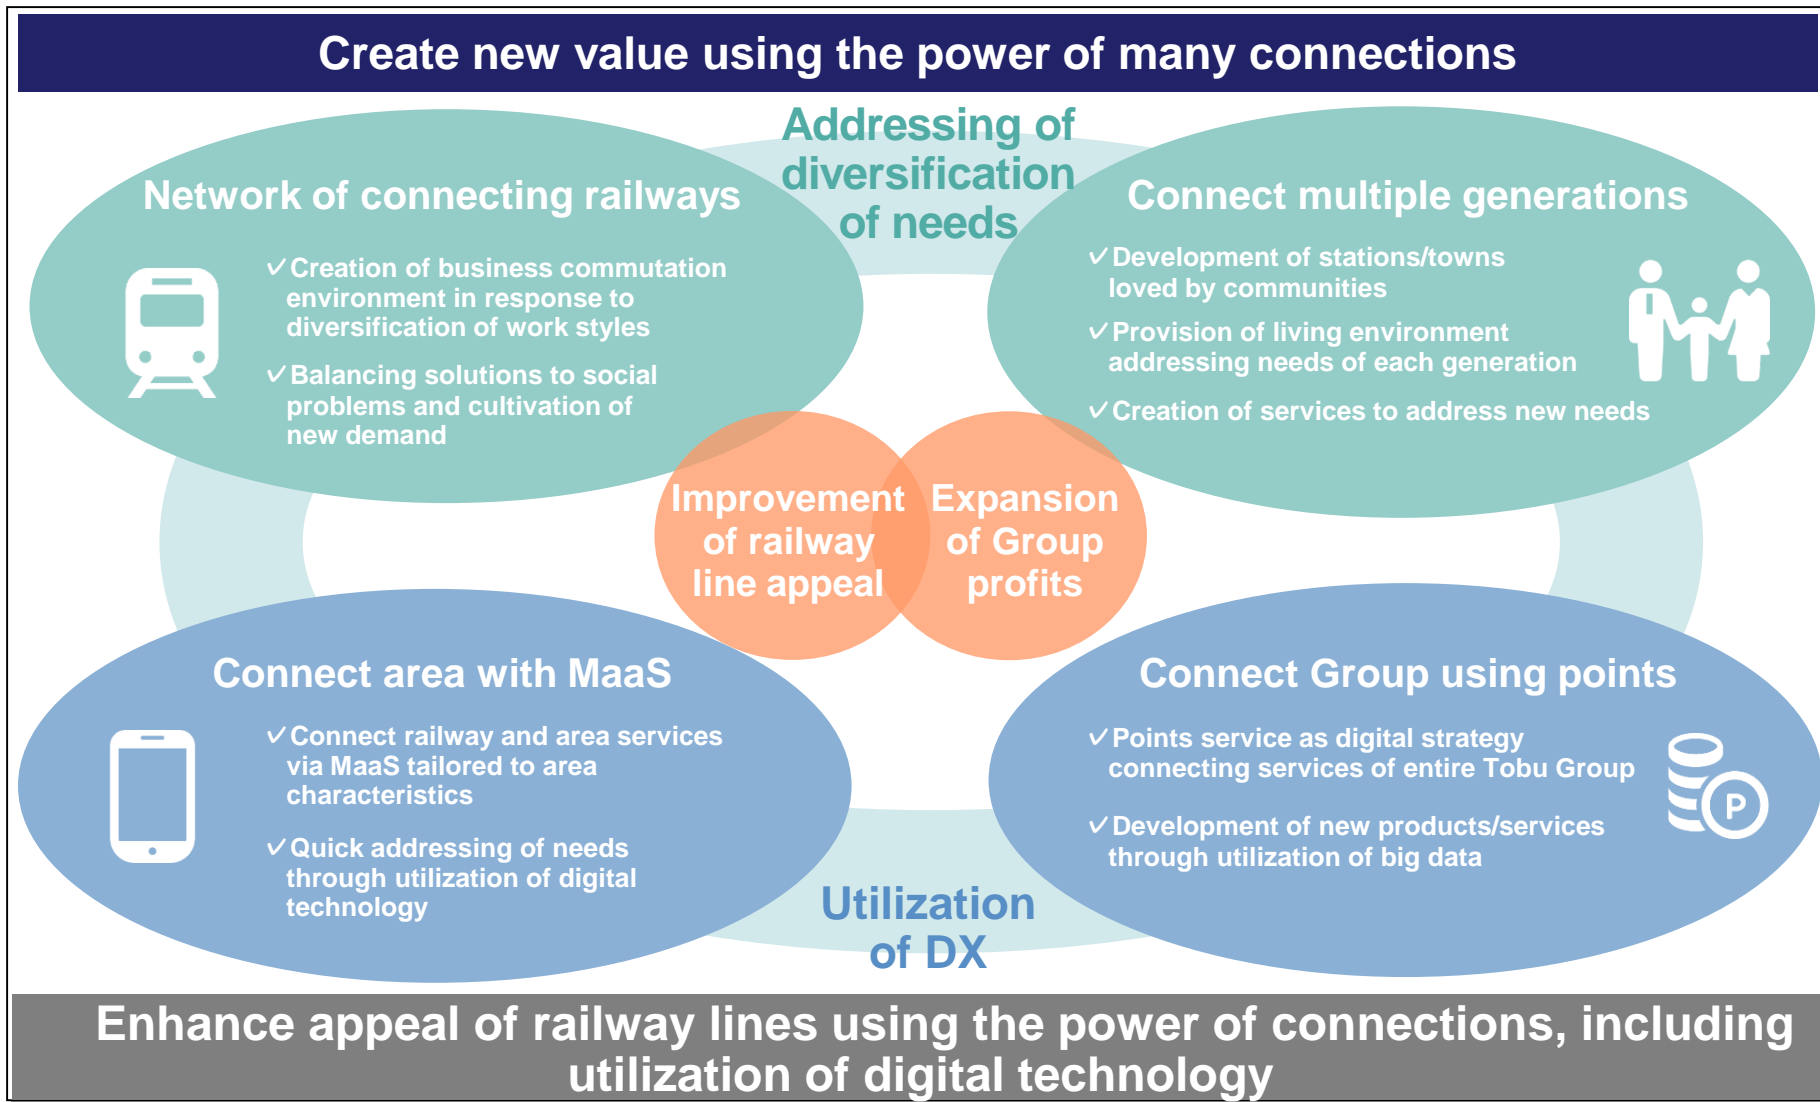 Create new value using the power of many connections
Addressing of
diversification
of needs
Network of connecting railways
✓Creation of business commutation
environment in response to
diversification of work styles
✓Balancing solutions to social
problems and cultivation of
new demand
Connect multiple generations
✓Development of stations/towns
loved by communities
✓Provision of living environment
addressing needs of each generation
✓Creation of services to address new needs
Improvement
of railway
line appeal
Expansion
of Group
profits
Connect area with MaaS
✓Connect railway and area services
via MaaS tailored to area
characteristics
✓Quick addressing of needs
through utilization of digital
technology
Connect Group using points
✓Points service as digital strategy
connecting services of entire Tobu Group
✓Development of new products/services
through utilization of big data
P
Utilization
of DX
Enhance appeal of railway lines using the power of connections, including
utilization of digital technology